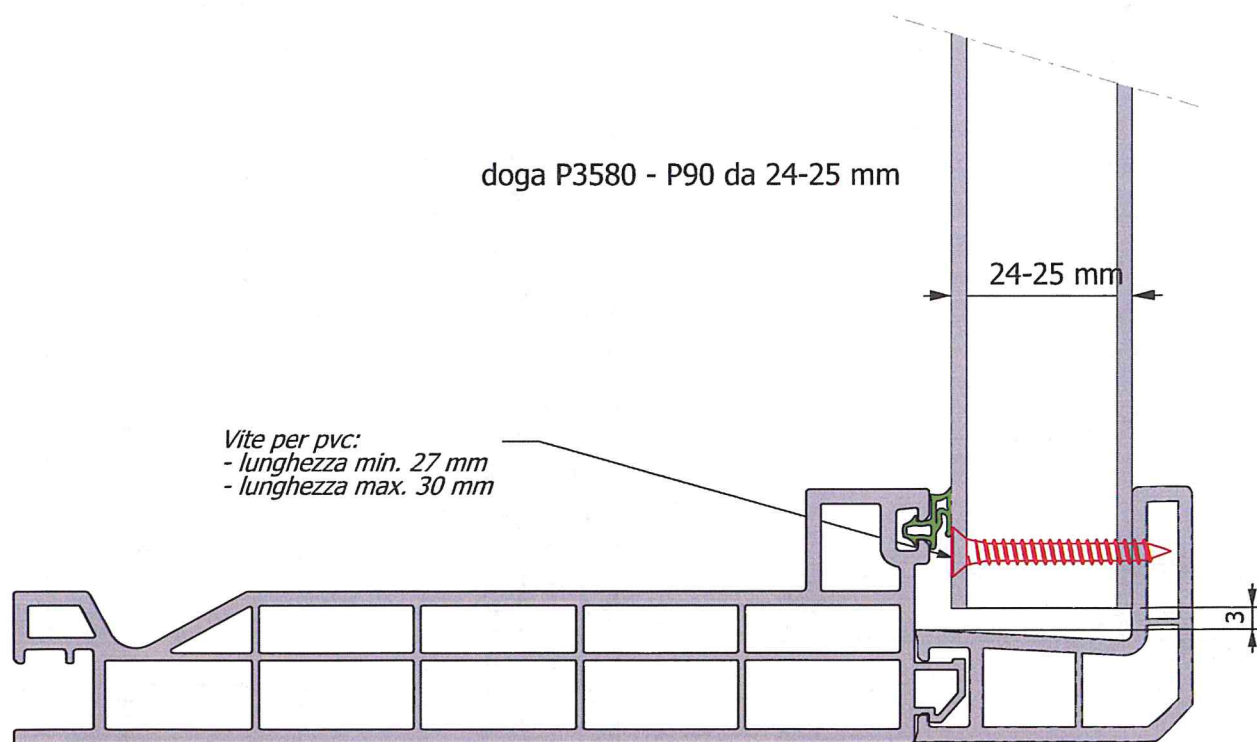 doga P3580 - P90 da 24-25 mm
24-25 mm
Vite per pvc:
- lunghezza min. 27 mm
- lunghezza max. 30 mm
3